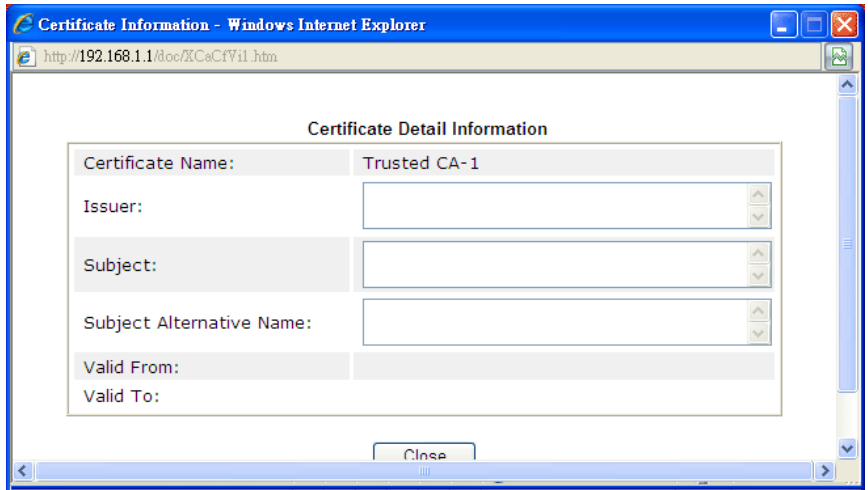 Certificate Information - Windows Internet Explorer
http://192.168.1.1/doc/XCaCfVi1.htm
Certificate Detail Information
Certificate Name: Trusted CA-1
Issuer:
Subject:
Subject Alternative Name:
Valid From:
Valid To:
Close